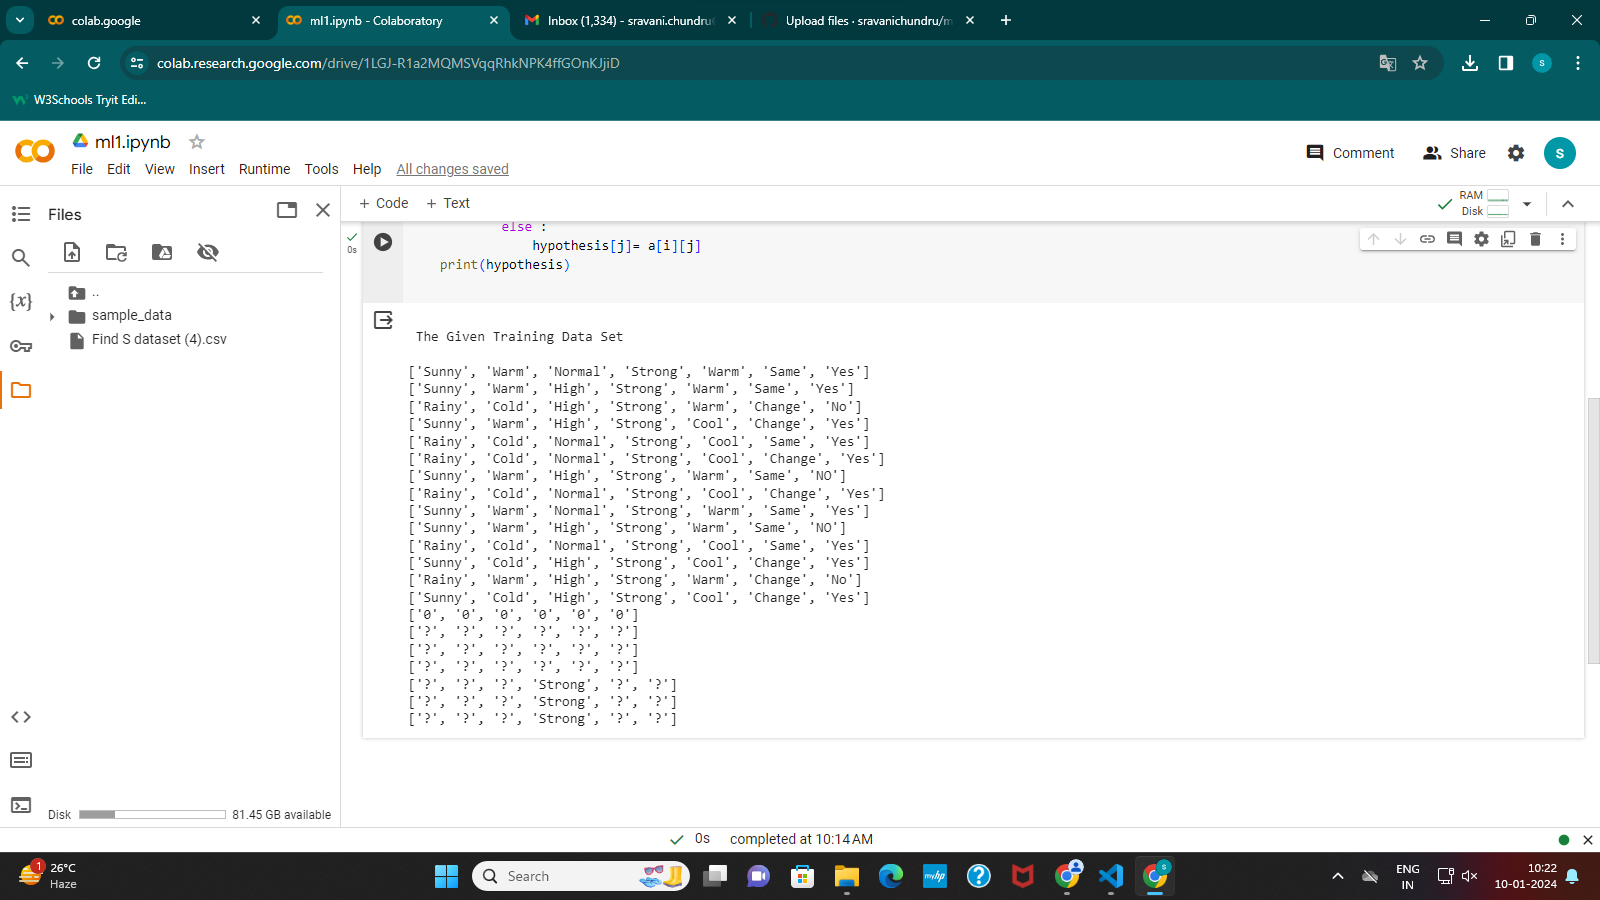 colab.google
ml1.ipynb - Colaboratory
Inbox (1,334) - sravani.chundru
Upload files · sravanichundru/m
colab.research.google.com/drive/1LGJ-R1a2MQMSVqqRhkNPK4ffGOnKJjiD
S
W3Schools Tryit Edi...
ml1.ipynb
File Edit View Insert Runtime Tools Help All changes saved
Comment
Share
S
Files
+ Code + Text
RAM
Disk
..
sample_data
Find S dataset (4).csv
0s
else :
hypothesis[j]= a[i][j]
print(hypothesis)
The Given Training Data Set
['Sunny', 'Warm', 'Normal', 'Strong', 'Warm', 'Same', 'Yes']
['Sunny', 'Warm', 'High', 'Strong', 'Warm', 'Same', 'Yes']
['Rainy', 'Cold', 'High', 'Strong', 'Warm', 'Change', 'No']
['Sunny', 'Warm', 'High', 'Strong', 'Cool', 'Change', 'Yes']
['Rainy', 'Cold', 'Normal', 'Strong', 'Cool', 'Same', 'Yes']
['Rainy', 'Cold', 'Normal', 'Strong', 'Cool', 'Change', 'Yes']
['Sunny', 'Warm', 'High', 'Strong', 'Warm', 'Same', 'NO']
['Rainy', 'Cold', 'Normal', 'Strong', 'Cool', 'Change', 'Yes']
['Sunny', 'Warm', 'Normal', 'Strong', 'Warm', 'Same', 'Yes']
['Sunny', 'Warm', 'High', 'Strong', 'Warm', 'Same', 'NO']
['Rainy', 'Cold', 'Normal', 'Strong', 'Cool', 'Same', 'Yes']
['Sunny', 'Cold', 'High', 'Strong', 'Cool', 'Change', 'Yes']
['Rainy', 'Warm', 'High', 'Strong', 'Warm', 'Change', 'No']
['Sunny', 'Cold', 'High', 'Strong', 'Cool', 'Change', 'Yes']
['0', '0', '0', '0', '0', '0']
['?', '?', '?', '?', '?', '?']
['?', '?', '?', '?', '?', '?']
['?', '?', '?', '?', '?', '?']
['?', '?', '?', 'Strong', '?', '?']
['?', '?', '?', 'Strong', '?', '?']
['?', '?', '?', 'Strong', '?', '?']
Disk
81.45 GB available
0s completed at 10:14 AM
1
26°C
Haze
Search
myhp
S
ENG
IN
10:22
10-01-2024